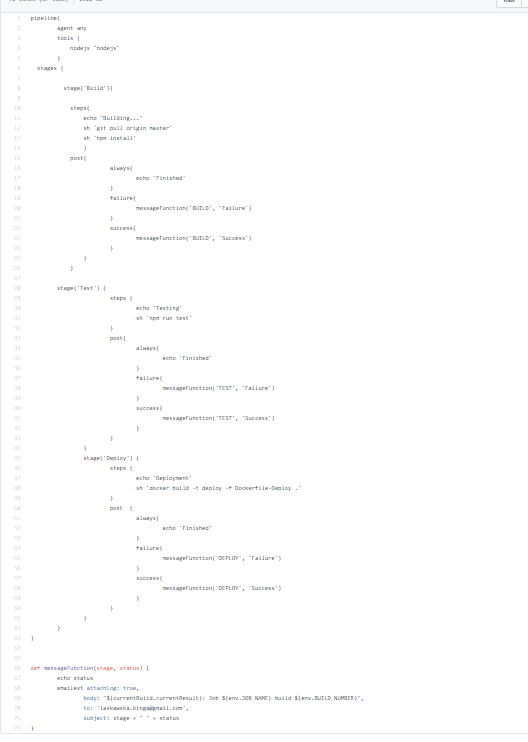 Raw
1 pipeline{
2 agent any
3 tools {
4 nodejs "nodejs"
5 }
6 stages {
7
8 stage('Build'){
9
10 steps{
11 echo "Building..."
12 sh 'git pull origin master'
13 sh 'npm install'
14 }
15 post{
16 always{
17 echo 'Finished'
18 }
19 failure{
20 messageFunction('BUILD', 'Failure')
21 }
22 success{
23 messageFunction('BUILD', 'Success')
24 }
25 }
26 }
27
28 stage('Test') {
29 steps {
30 echo 'Testing'
31 sh 'npm run test'
32 }
33 post{
34 always{
35 echo 'Finished'
36 }
37 failure{
38 messageFunction('TEST', 'Failure')
39 }
40 success{
41 messageFunction('TEST', 'Success')
42 }
43 }
44 }
45 stage('Deploy') {
46 steps {
47 echo 'Deployment'
48 sh 'docker build -t deploy -f Dockerfile-Deploy .'
49 }
50 post {
51 always{
52 echo 'Finished'
53 }
54 failure{
55 messageFunction('DEPLOY', 'Failure')
56 }
57 success{
58 messageFunction('DEPLOY', 'Success')
59 }
60 }
61 }
62 }
63 }
64
65
66 def messageFunction(stage, status) {
67 echo status
68 emailext attachLog: true,
69 body: "${currentBuild.currentResult}: Job ${env.JOB_NAME} build ${env.BUILD_NUMBER}",
70 to: 'laskawska.kinga@gmail.com',
71 subject: stage + " " + status
72 }